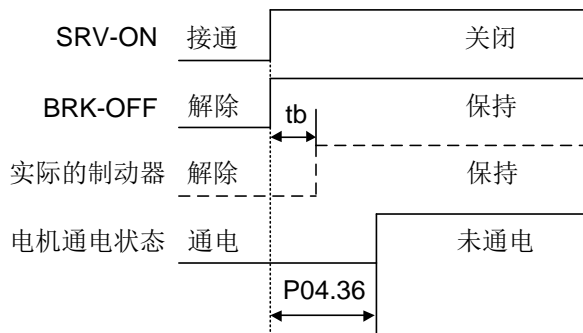 SRV-ON 接通 关闭
BRK-OFF 解除 保持
tb
实际的制动器 解除 保持
电机通电状态 通电 未通电
P04.36